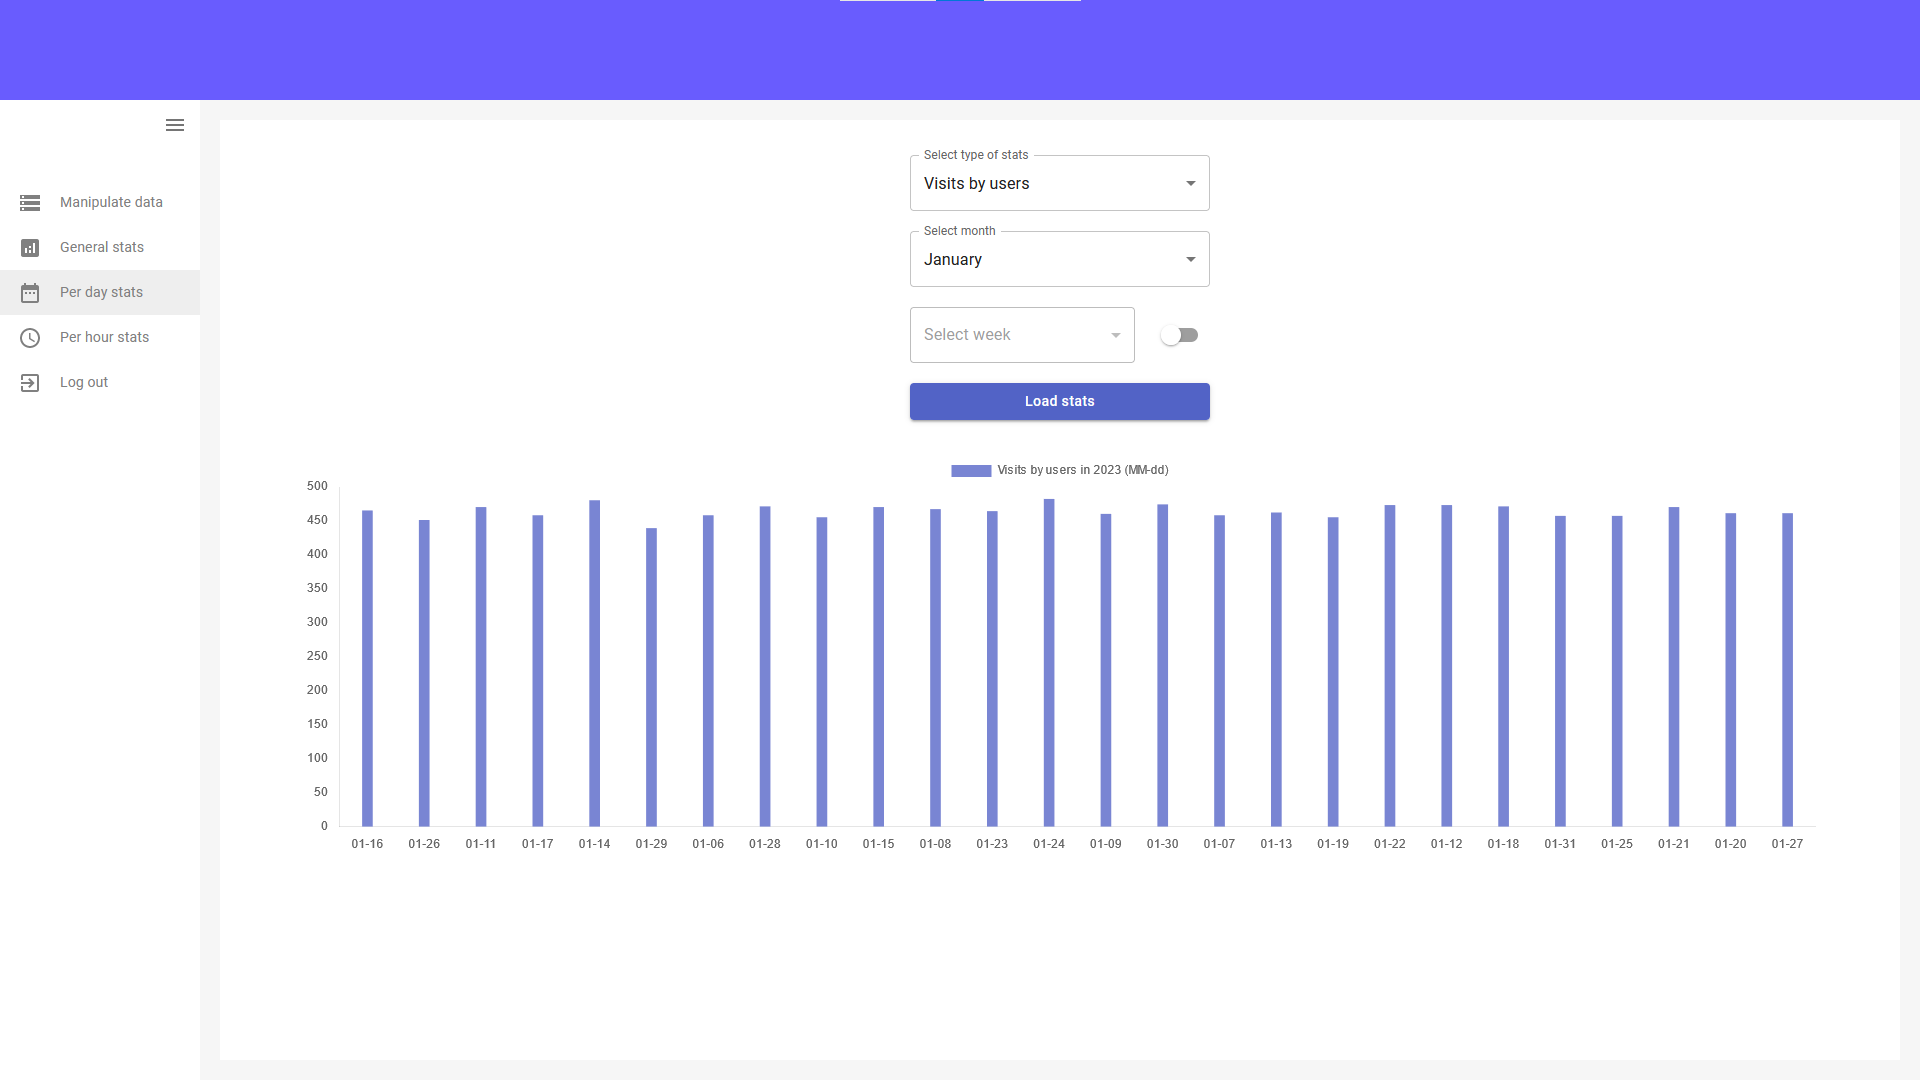 Manipulate data
General stats
Per day stats
Per hour stats
Log out
Select type of stats
Visits by users
Select month
January
Select week
Load stats
Visits by users in 2023 (MM-dd)
500
450
400
350
300
250
200
150
100
50
0
01-16 01-26 01-11 01-17 01-14 01-29 01-06 01-28 01-10 01-15 01-08 01-23 01-24 01-09 01-30 01-07 01-13 01-19 01-22 01-12 01-18 01-31 01-25 01-21 01-20 01-27